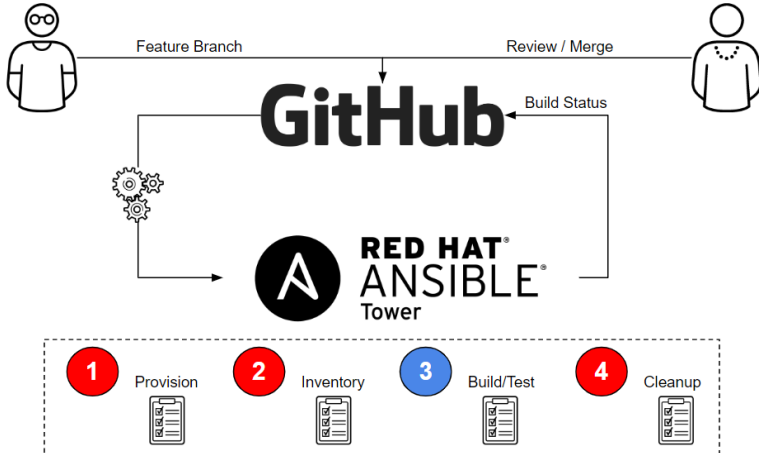 Feature Branch
Review / Merge
GitHub
Build Status
RED HAT®
ANSIBLE®
Tower
1
Provision
2
Inventory
3
Build/Test
4
Cleanup